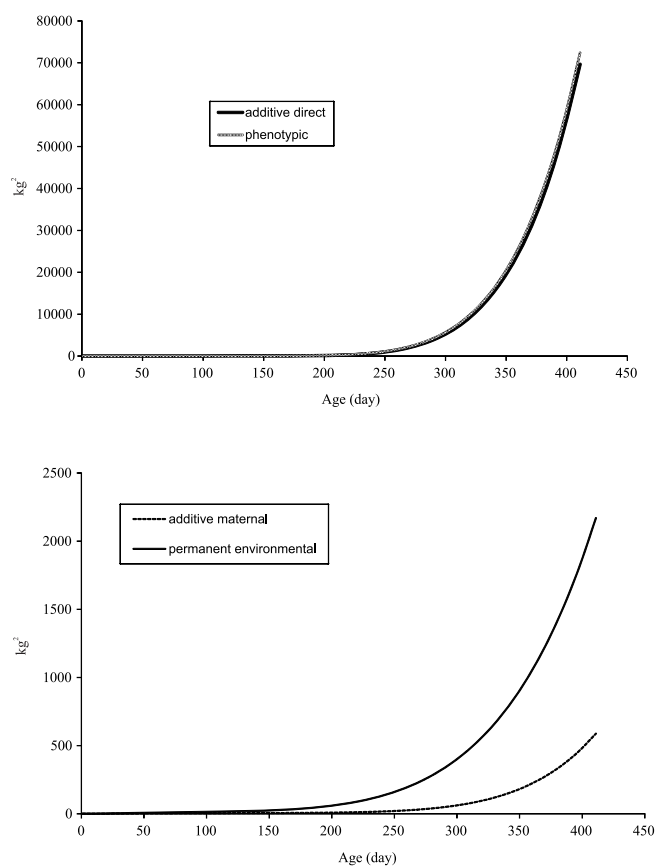 80000
70000
60000
50000
40000
30000
20000
10000
0
kg²
additive direct
phenotypic
0 50 100 150 200 250 300 350 400 450
Age (day)
2500
2000
1500
1000
500
0
kg²
additive maternal
permanent environmental
0 50 100 150 200 250 300 350 400 450
Age (day)